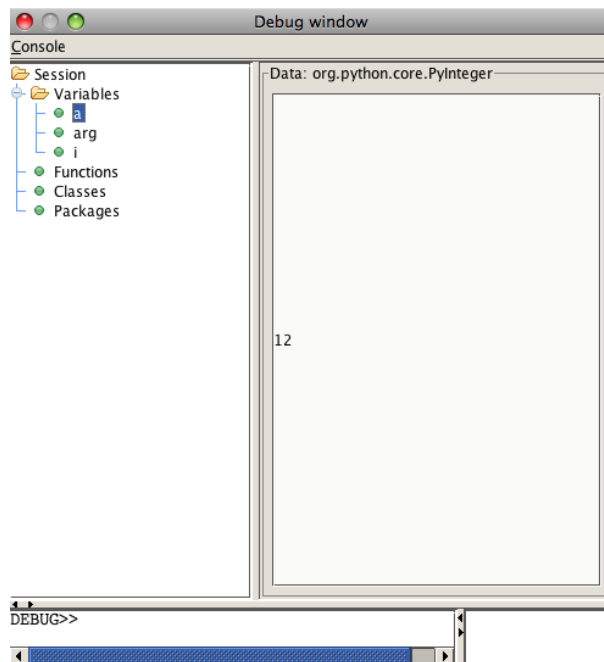 Debug window
Console
Session
Variables
a
arg
i
Functions
Classes
Packages
Data: org.python.core.PyInteger
12
DEBUG>>